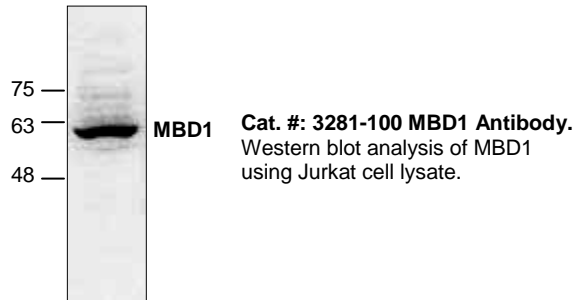 75
63
48
MBD1
Cat. #: 3281-100 MBD1 Antibody.
Western blot analysis of MBD1
using Jurkat cell lysate.